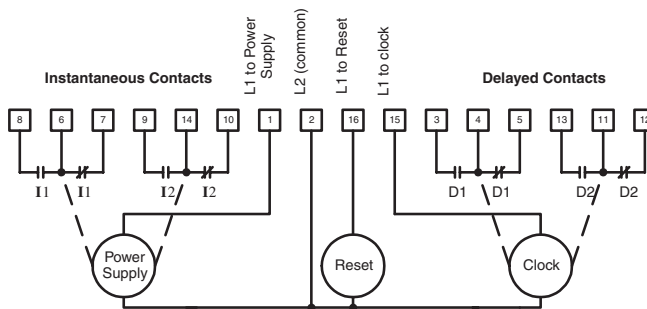 L1 to Power
Supply
L2 (common)
L1 to Reset
L1 to clock
Instantaneous Contacts
Delayed Contacts
8 6 7 9 14 10 1 2 16 15 3 4 5 13 11 12
I1 I1 I2 I2 D1 D1 D2 D2
Power
Supply
Reset
Clock